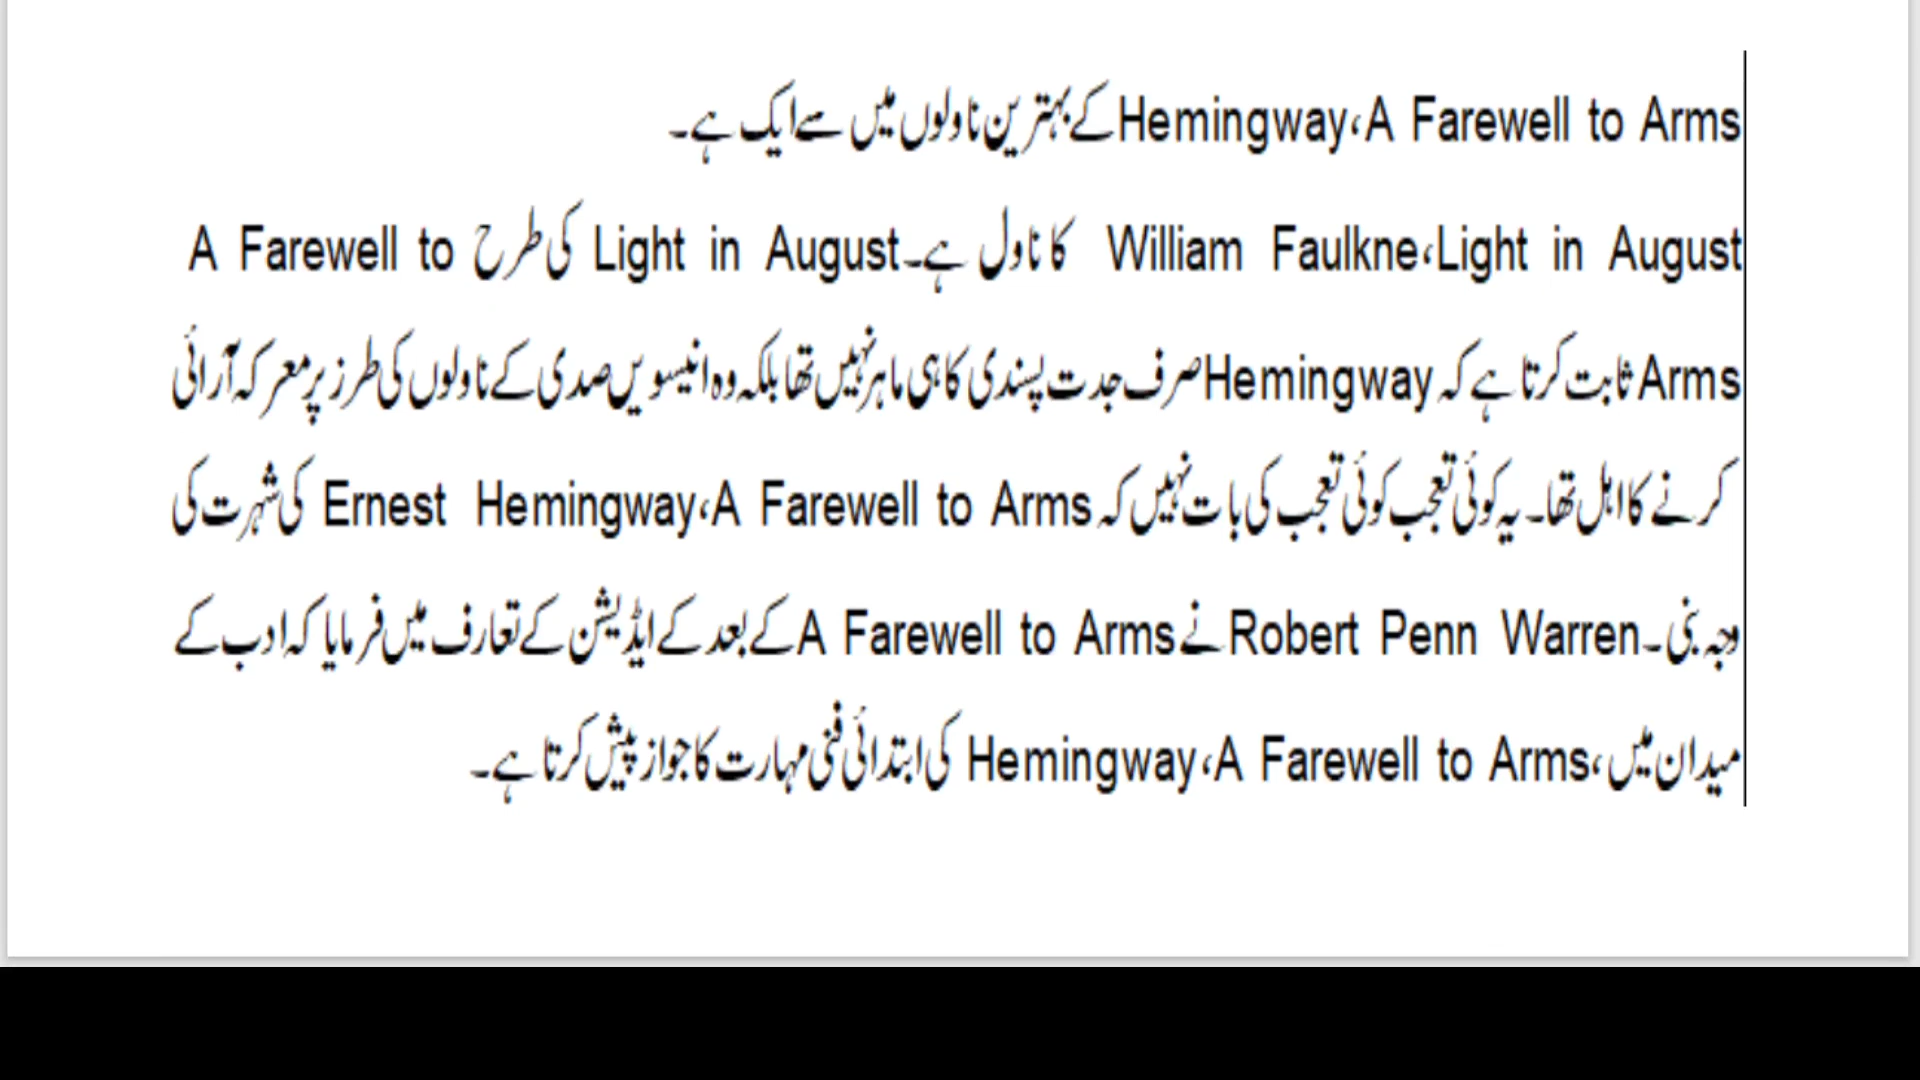 A Farewell to Arms،Hemingway کے بہترین ناولوں میں سے ایک ہے۔
Light in August،William Faulkne کا ناول ہے۔Light in August کی طرح A Farewell to
Arms ثابت کرتا ہے کہ Hemingway صرف جدت پسندی کا ہی ماہر نہیں تھا بلکہ وہ انیسویں صدی کے ناولوں کی طرز پر معرکہ آرائی
کرنے کا اہل تھا۔ یہ کوئی تعجب کوئی تعجب کی بات نہیں کہ A Farewell to Arms،Ernest Hemingway کی شہرت کی
وجہ بنی۔Robert Penn Warren نے A Farewell to Arms کے بعد کے ایڈیشن کے تعارف میں فرمایا کہ ادب کے
میدان میں،A Farewell to Arms،Hemingway کی ابتدائی فنی مہارت کا جواز پیش کرتا ہے۔